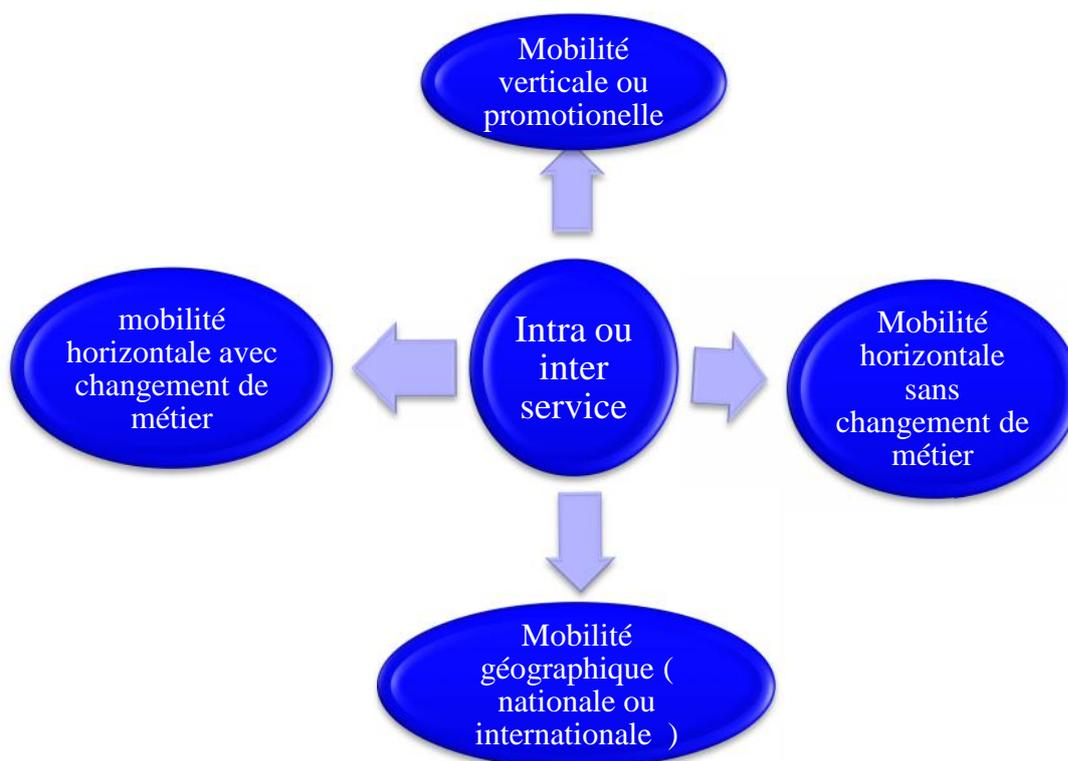 Mobilité
verticale ou
promotionelle
mobilité
horizontale avec
changement de
métier
Intra ou
inter
service
Mobilité
horizontale
sans
changement de
métier
Mobilité
géographique (
nationale ou
internationale )